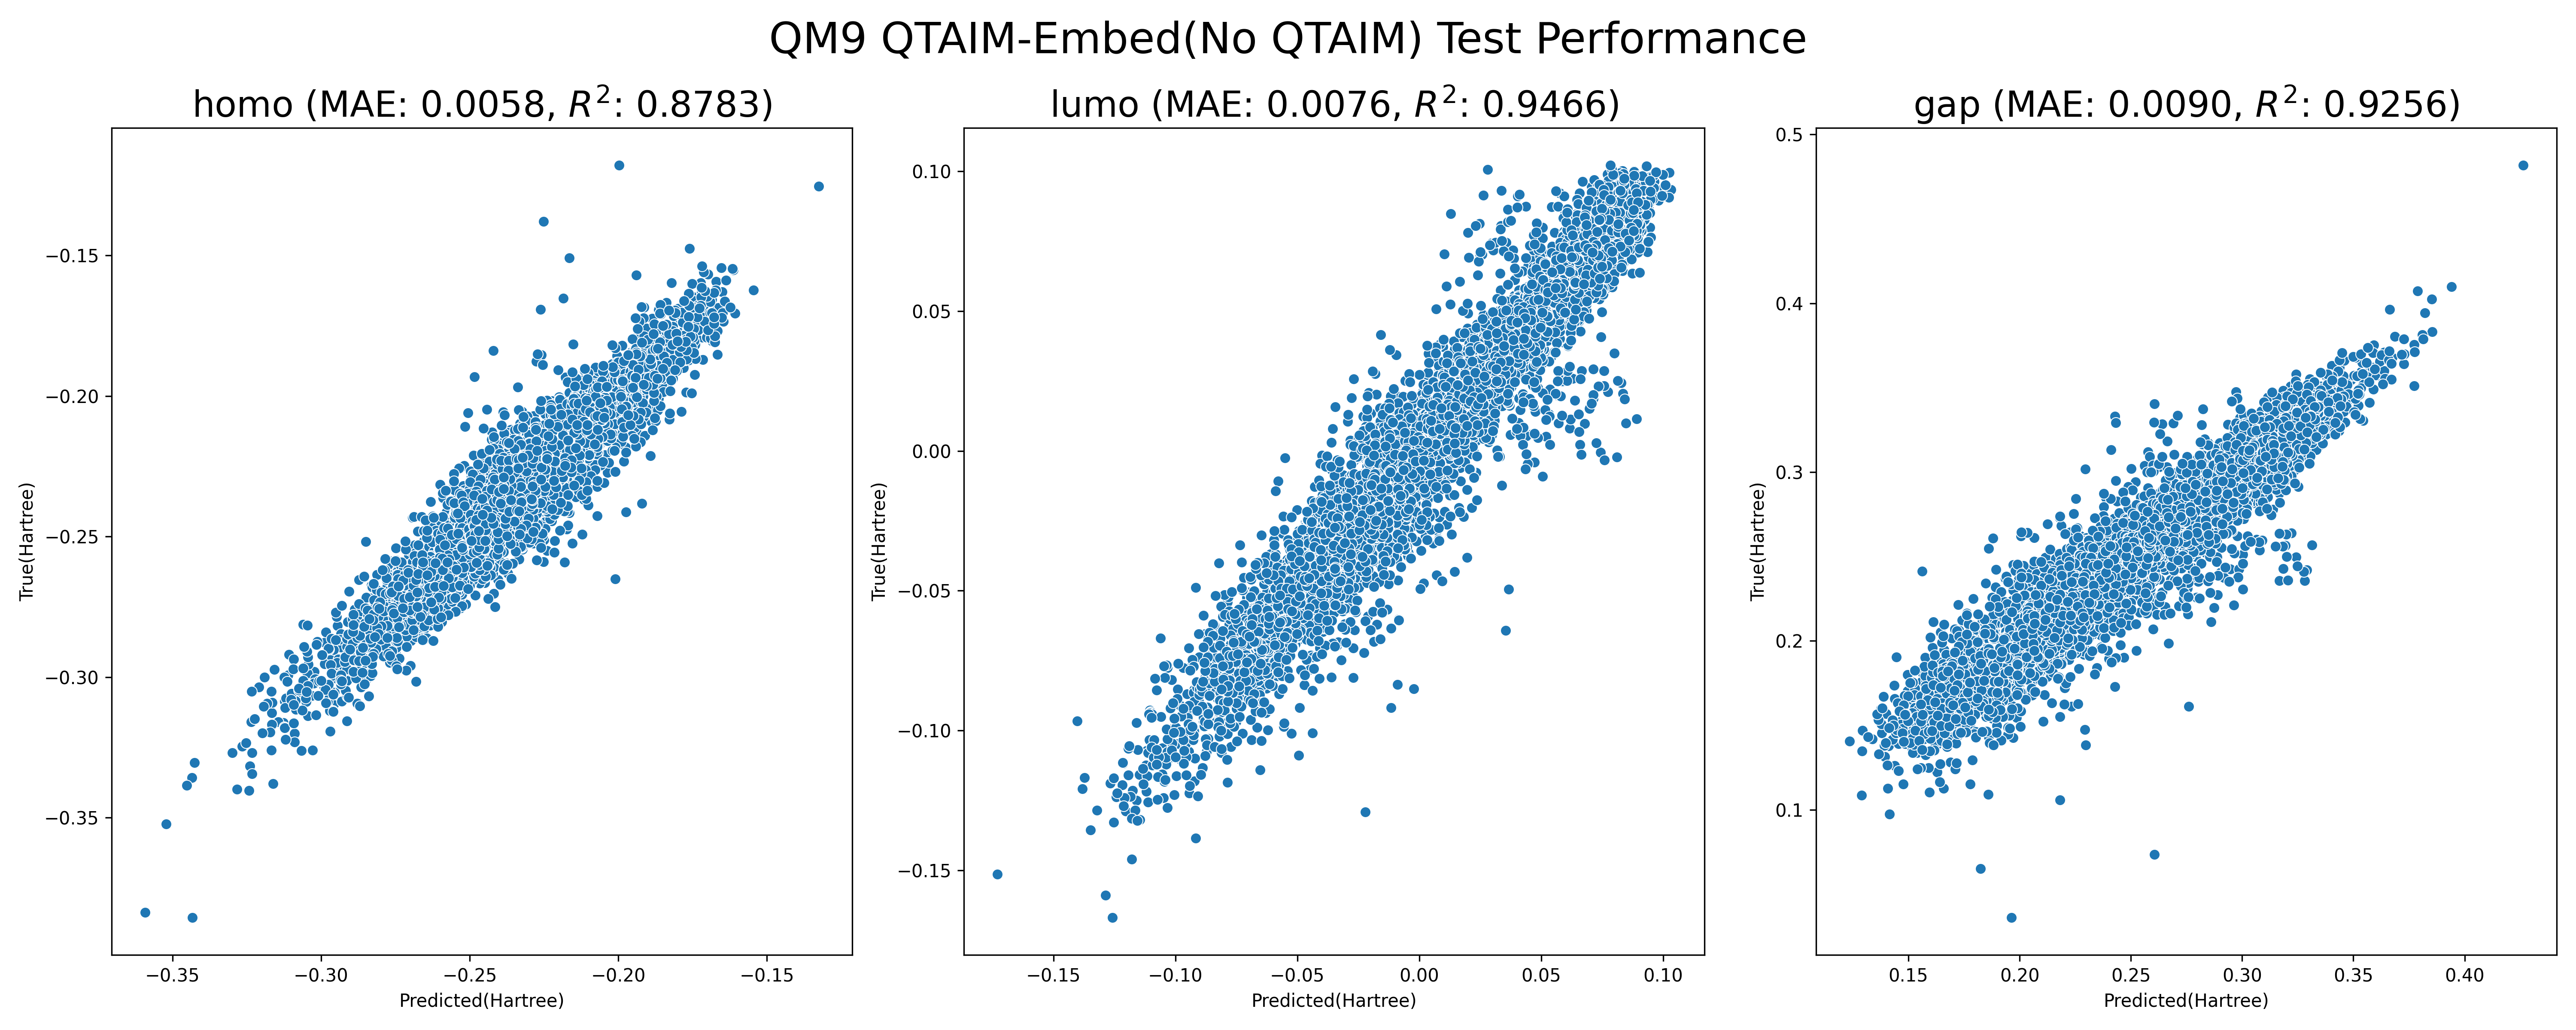 QM9 QTAIM-Embed(No QTAIM) Test Performance
homo (MAE: 0.0058, R²: 0.8783)
lumo (MAE: 0.0076, R²: 0.9466)
gap (MAE: 0.0090, R²: 0.9256)
True(Hartree)
−0.15
−0.20
−0.25
−0.30
−0.35
−0.35 −0.30 −0.25 −0.20 −0.15
Predicted(Hartree)
True(Hartree)
0.10
0.05
0.00
−0.05
−0.10
−0.15
−0.15 −0.10 −0.05 0.00 0.05 0.10
Predicted(Hartree)
True(Hartree)
0.5
0.4
0.3
0.2
0.1
0.15 0.20 0.25 0.30 0.35 0.40
Predicted(Hartree)